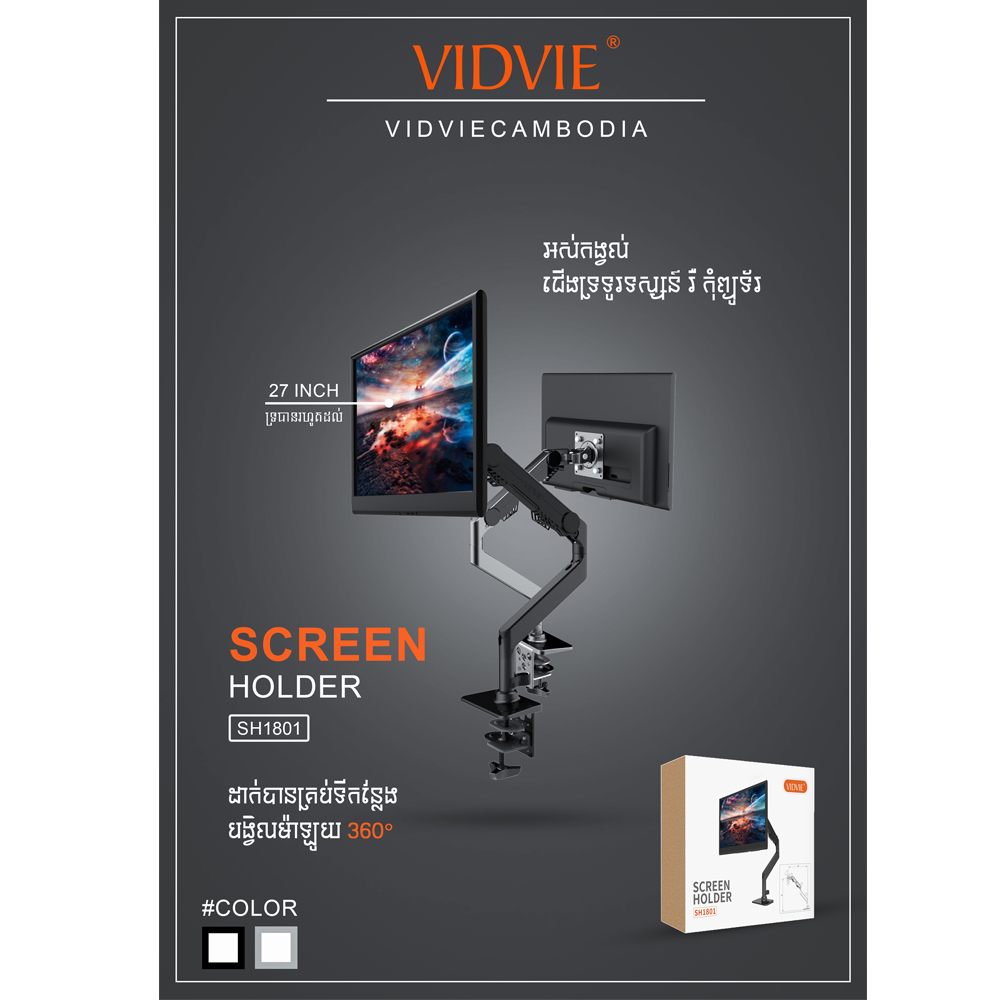 VIDVIE®
VIDVIECAMBODIA
អស់កង្វល់
ជើងទ្រទូរទស្សន៍ រឺ កុំព្យូទ័រ
27 INCH
ទ្របានរហូតដល់
SCREEN
HOLDER
SH1801
ដាក់បានគ្រប់ទីកន្លែង
បង្វិលម៉ាឡូយ 360°
#COLOR
VIDVIE
SCREEN
HOLDER
SH1801